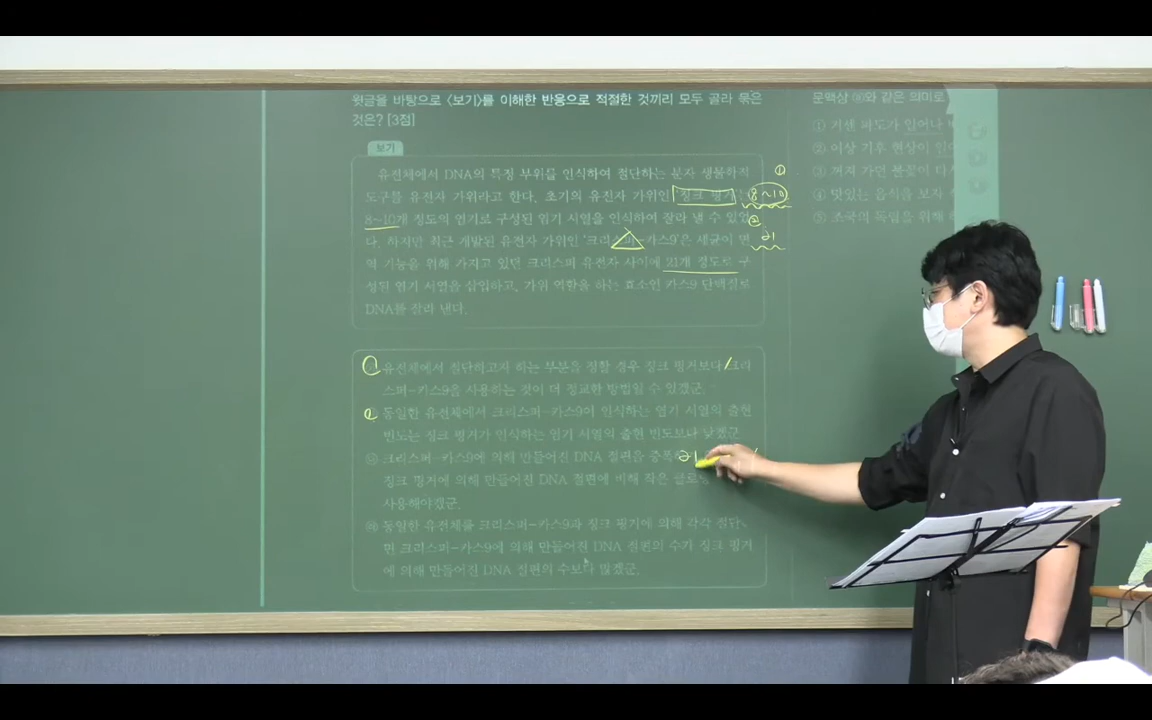 윗글을 바탕으로 <보기>를 이해한 반응으로 적절한 것끼리 모두 골라 묶은
것은? [3점]
보기
유전체에서 DNA의 특정 부위를 인식하여 절단하는 분자 생물학적
도구를 유전자 가위라고 한다. 초기의 유전자 가위인 '징크 핑거'는
8~10개 정도의 염기로 구성된 염기 서열을 인식하여 잘라 낼 수 있었
다. 하지만 최근 개발된 유전자 가위인 '크리스퍼-카스9'은 세균이 면
역 기능을 위해 가지고 있던 크리스퍼 유전자 사이에 21개 정도로 구
성된 염기 서열을 삽입하고, 가위 역할을 하는 효소인 카스9 단백질로
DNA를 잘라 낸다.
① 8~10
② 21
유전체에서 절단하고자 하는 부분을 정할 경우 징크 핑거보다 크리
스퍼-카스9을 사용하는 것이 더 정교한 방법일 수 있겠군.
동일한 유전체에서 크리스퍼-카스9이 인식하는 염기 서열의 출현
빈도는 징크 핑거가 인식하는 염기 서열의 출현 빈도보다 낮겠군.
크리스퍼-카스9에 의해 만들어진 DNA 절편을 증폭
21
징크 핑거에 의해 만들어진 DNA 절편에 비해 작은
사용해야겠군.
동일한 유전체를 크리스퍼-카스9과 징크 핑거에 의해 각각 절단
면 크리스퍼-카스9에 의해 만들어진 DNA 절편의 수가 징크 핑거
에 의해 만들어진 DNA 절편의 수보다 많겠군.
문맥상 와 같은 의미로
① 거센 파도가 일어나
② 이상 기후 현상이
③ 꺼져 가던 불꽃이 다시
④ 맛있는 음식을 보자
⑤ 조국의 독립을 위해